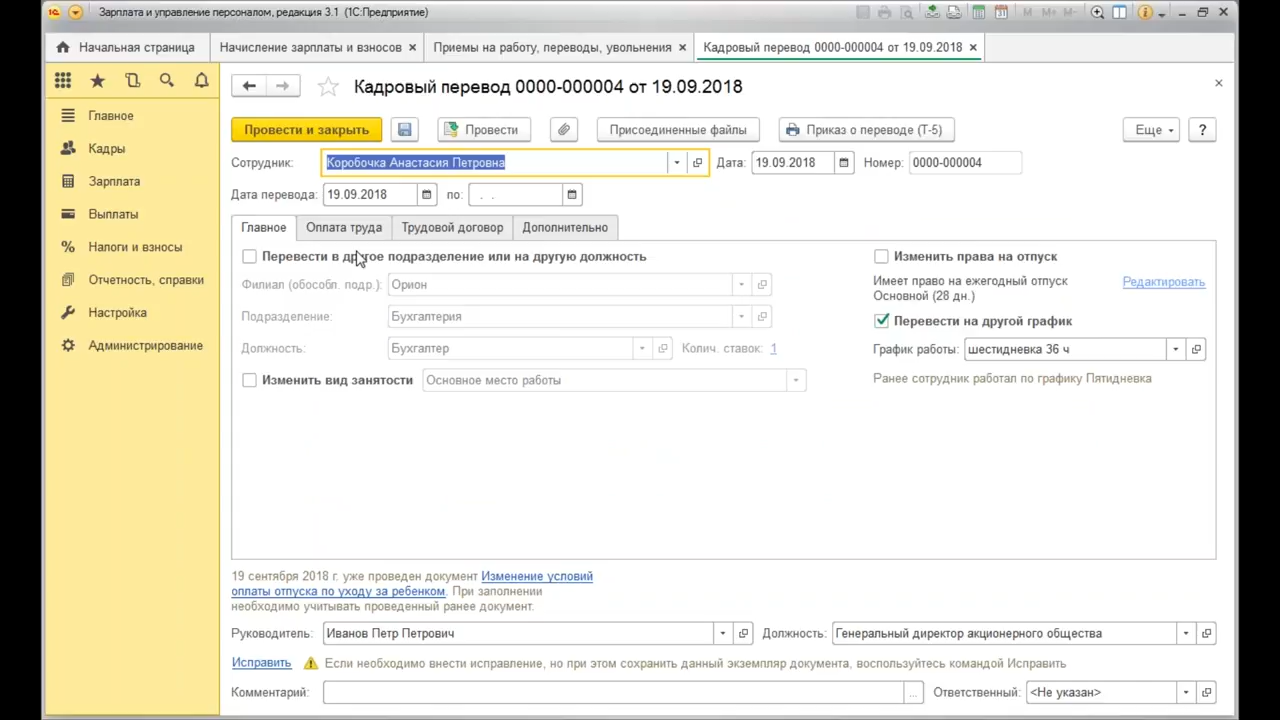 Зарплата и управление персоналом, редакция 3.1 (1С:Предприятие)
M M+ M-
Начальная страница
Начисление зарплаты и взносов ×
Приемы на работу, переводы, увольнения ×
Кадровый перевод 0000-000004 от 19.09.2018 ×
Главное
Кадры
Зарплата
Выплаты
% Налоги и взносы
Отчетность, справки
Настройка
Администрирование
Кадровый перевод 0000-000004 от 19.09.2018
Провести и закрыть Провести Присоединенные файлы Приказ о переводе (Т-5) Еще ?
Сотрудник: Коробочка Анастасия Петровна Дата: 19.09.2018 Номер: 0000-000004
Дата перевода: 19.09.2018 по: . .
Главное Оплата труда Трудовой договор Дополнительно
Перевести в другое подразделение или на другую должность
Филиал (обособл. подр.): Орион
Подразделение: Бухгалтерия
Должность: Бухгалтер Колич. ставок: 1
Изменить вид занятости Основное место работы
Изменить права на отпуск
Имеет право на ежегодный отпуск Редактировать
Основной (28 дн.)
Перевести на другой график
График работы: шестидневка 36 ч
Ранее сотрудник работал по графику Пятидневка
19 сентября 2018 г. уже проведен документ Изменение условий
оплаты отпуска по уходу за ребенком. При заполнении
необходимо учитывать проведенный ранее документ.
Руководитель: Иванов Петр Петрович Должность: Генеральный директор акционерного общества
Исправить Если необходимо внести исправление, но при этом сохранить данный экземпляр документа, воспользуйтесь командой Исправить
Комментарий: ... Ответственный: <Не указан>